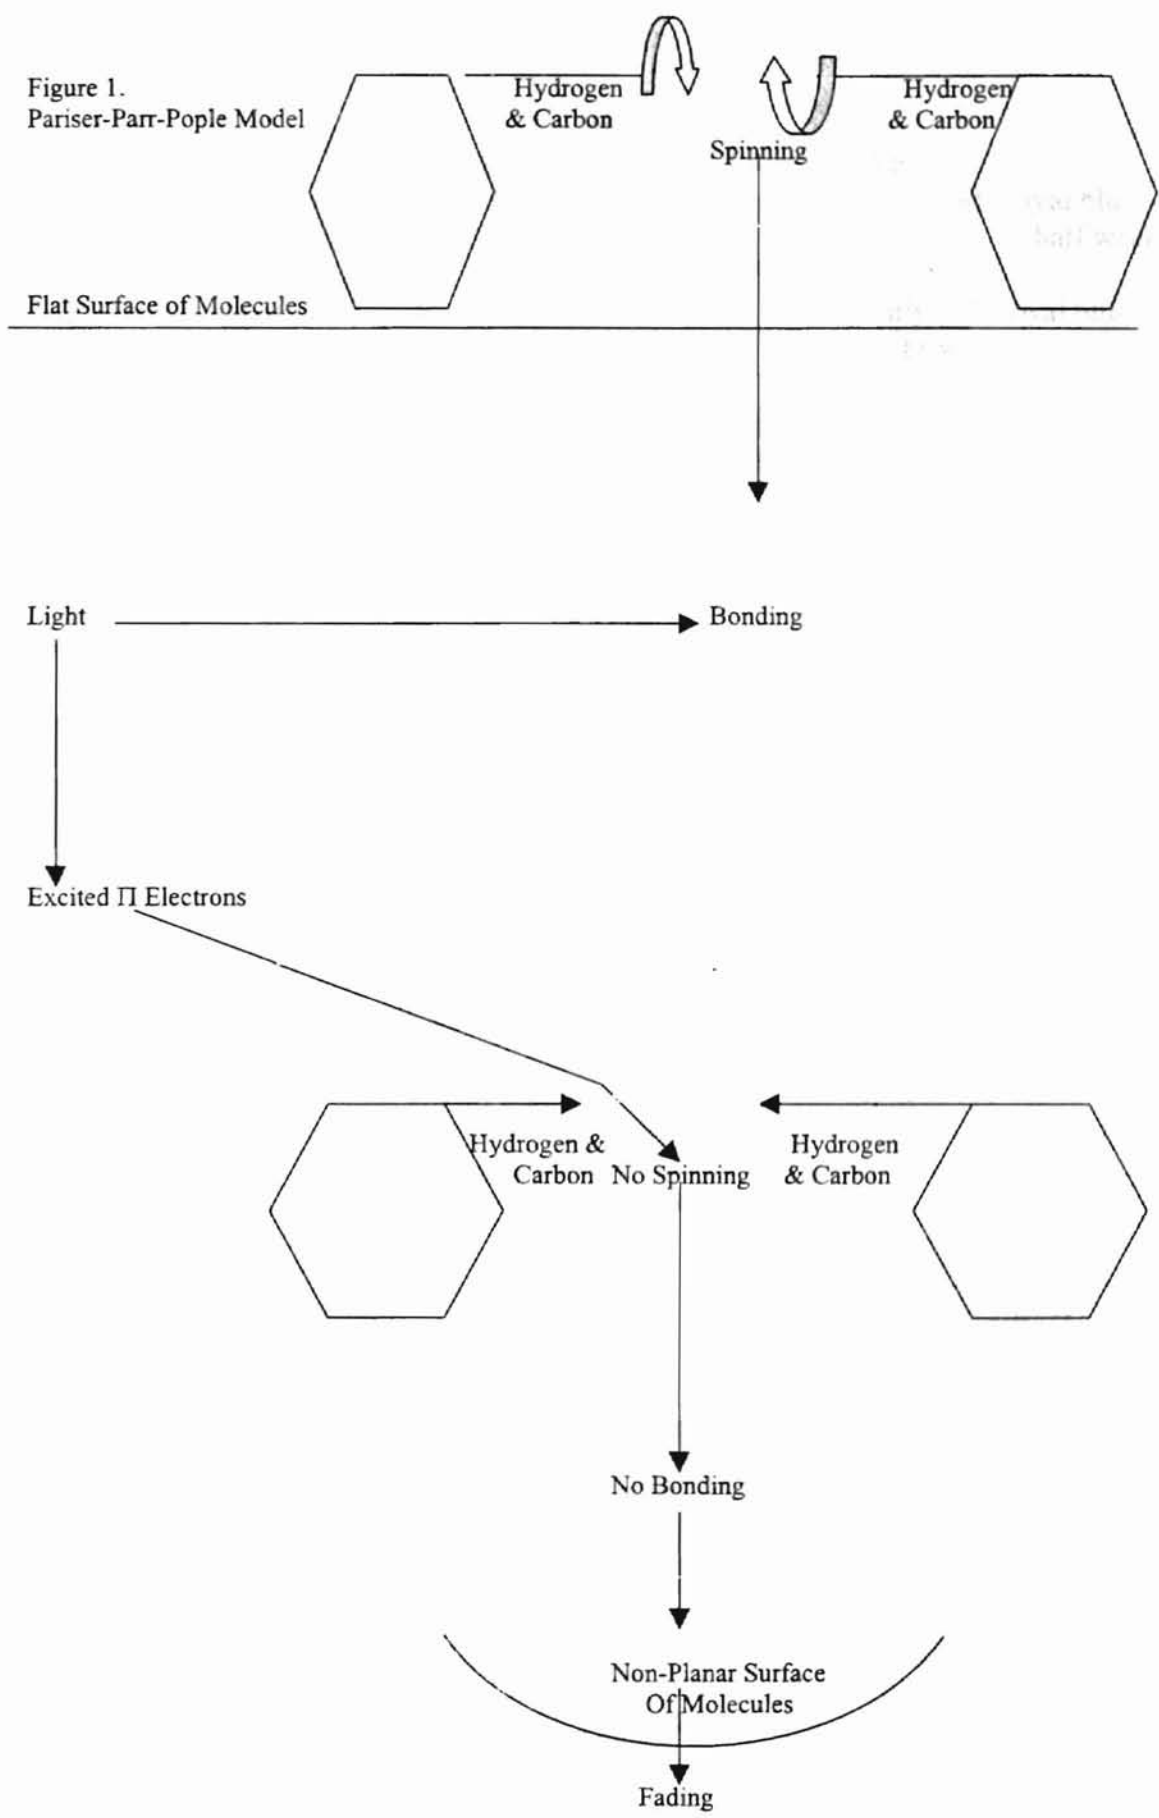 Figure 1.
Pariser-Parr-Pople Model
Hydrogen
& Carbon
Hydrogen
& Carbon
Spinning
Flat Surface of Molecules
Light
Bonding
Excited Π Electrons
Hydrogen &
Carbon
No Spinning
Hydrogen
& Carbon
No Bonding
Non-Planar Surface
Of Molecules
Fading